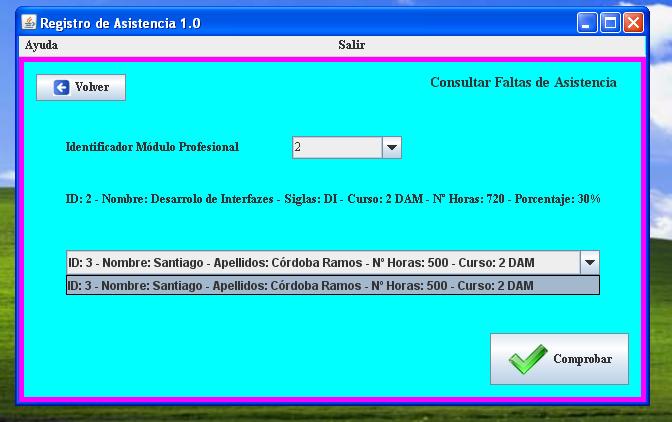 Registro de Asistencia 1.0
Ayuda Salir
Volver
Consultar Faltas de Asistencia
Identificador Módulo Profesional 2
ID: 2 - Nombre: Desarrolo de Interfazes - Siglas: DI - Curso: 2 DAM - Nº Horas: 720 - Porcentaje: 30%
ID: 3 - Nombre: Santiago - Apellidos: Córdoba Ramos - Nº Horas: 500 - Curso: 2 DAM
ID: 3 - Nombre: Santiago - Apellidos: Córdoba Ramos - Nº Horas: 500 - Curso: 2 DAM
Comprobar